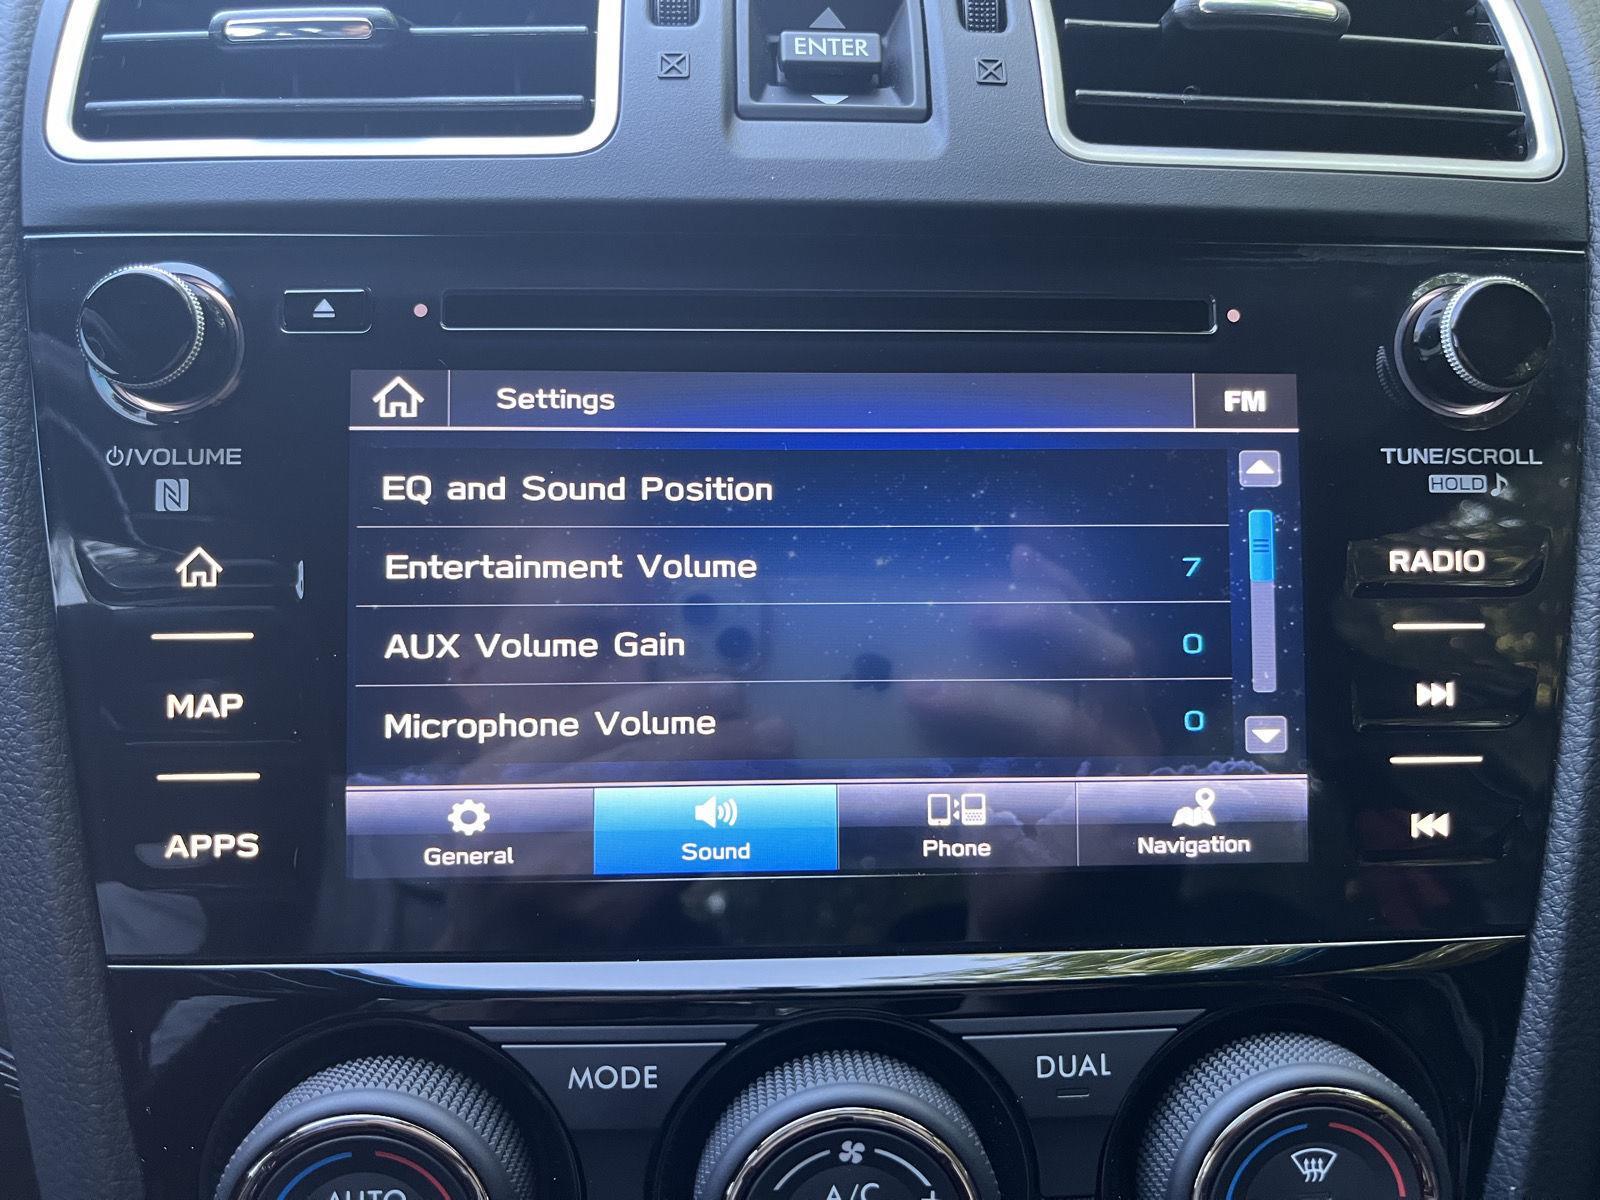 ENTER
⏻/VOLUME
TUNE/SCROLL
HOLD
Settings
FM
EQ and Sound Position
Entertainment Volume 7
AUX Volume Gain 0
Microphone Volume 0
General
Sound
Phone
Navigation
MAP
APPS
RADIO
MODE
DUAL
AUTO
A/C
+